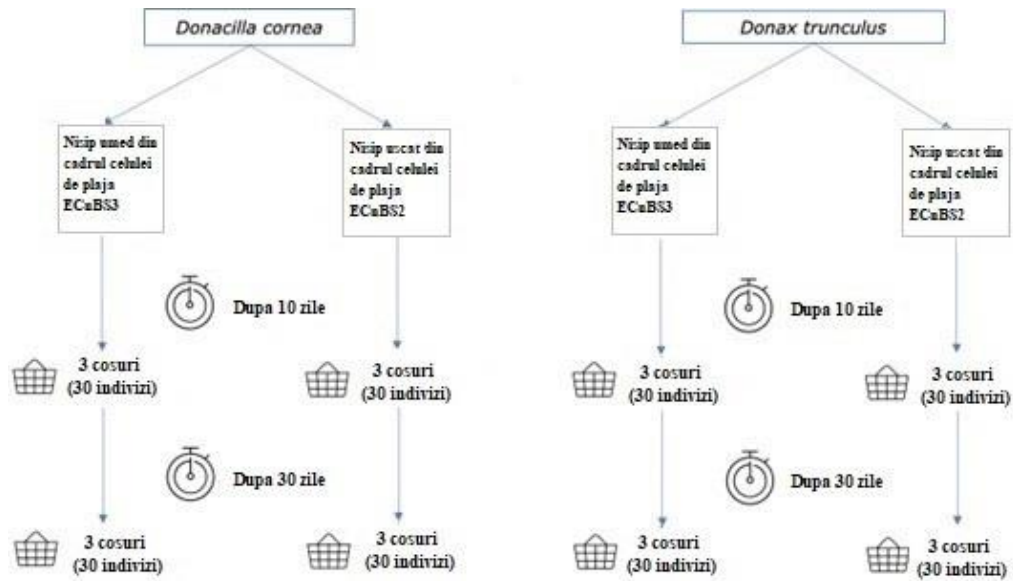 Donacilla cornea
Nisip umed din
cadrul celulei
de plaja
ECuBS3
Nisip uscat din
cadrul celulei
de plaja
ECuBS2
Dupa 10 zile
3 cosuri
(30 indivizi)
3 cosuri
(30 indivizi)
Dupa 30 zile
3 cosuri
(30 indivizi)
3 cosuri
(30 indivizi)
Donax trunculus
Nisip umed din
cadrul celulei
de plaja
ECuBS3
Nisip uscat din
cadrul celulei
de plaja
ECuBS2
Dupa 10 zile
3 cosuri
(30 indivizi)
3 cosuri
(30 indivizi)
Dupa 30 zile
3 cosuri
(30 indivizi)
3 cosuri
(30 indivizi)